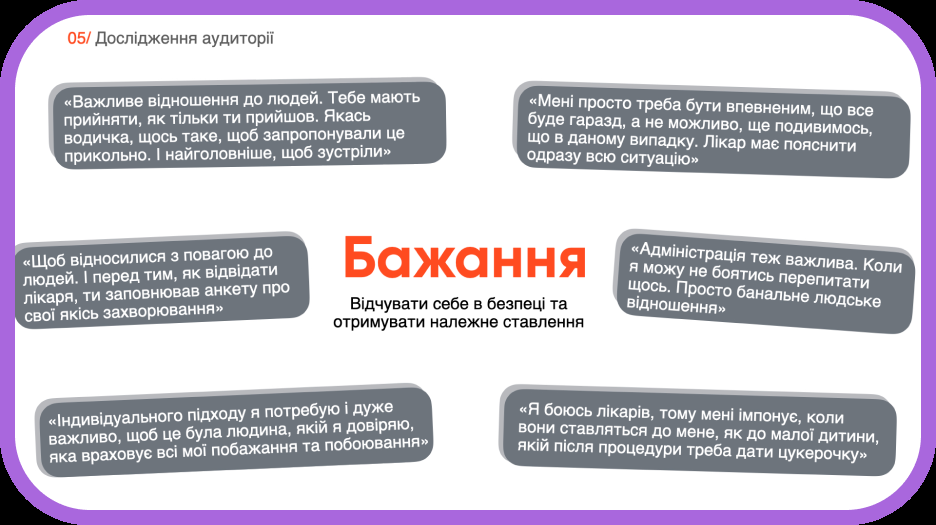 05/ Дослідження аудиторії
«Важливе відношення до людей. Тебе мають
прийняти, як тільки ти прийшов. Якась
водичка, щось таке, щоб запропонували це
прикольно. І найголовніше, щоб зустріли»
«Мені просто треба бути впевненим, що все
буде гаразд, а не можливо, ще подивимось,
що в даному випадку. Лікар має пояснити
одразу всю ситуацію»
«Щоб відносилися з повагою до
людей. І перед тим, як відвідати
лікаря, ти заповнював анкету про
свої якісь захворювання»
Бажання
Відчувати себе в безпеці та
отримувати належне ставлення
«Адміністрація теж важлива. Коли
я можу не боятись перепитати
щось. Просто банальне людське
відношення»
«Індивідуального підходу я потребую і дуже
важливо, щоб це була людина, якій я довіряю,
яка враховує всі мої побажання та побоювання»
«Я боюсь лікарів, тому мені імпонує, коли
вони ставляться до мене, як до малої дитини,
якій після процедури треба дати цукерочку»